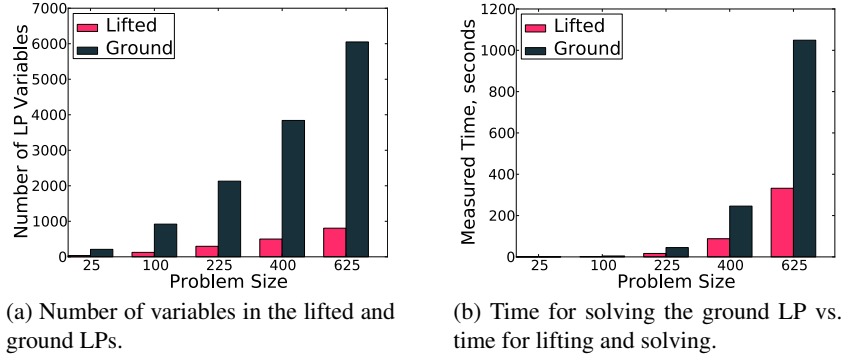 7000
6000
5000
4000
3000
2000
1000
0
Number of LP Variables
Lifted
Ground
25 100 225 400 625
Problem Size
(a) Number of variables in the lifted and
ground LPs.
1200
1000
800
600
400
200
0
Measured Time, seconds
Lifted
Ground
25 100 225 400 625
Problem Size
(b) Time for solving the ground LP vs.
time for lifting and solving.